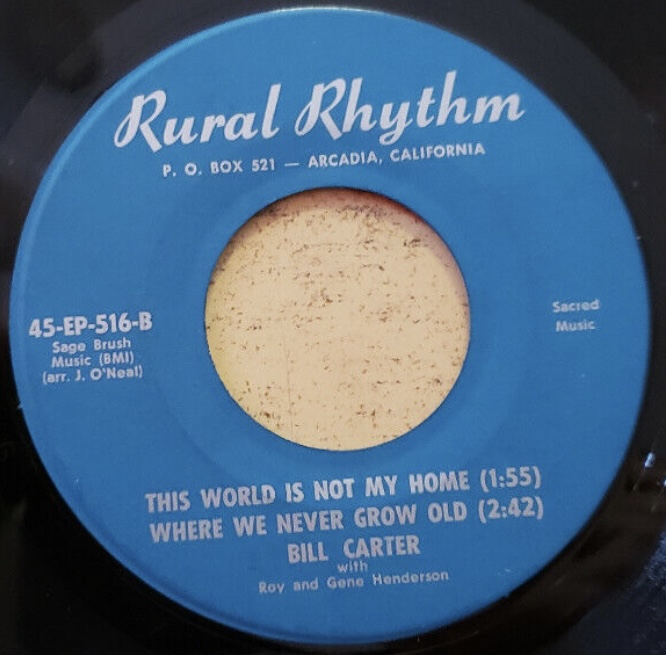 Rural Rhythm
P. O. BOX 521 — ARCADIA, CALIFORNIA
45-EP-516-B
Sage Brush
Music (BMI)
(arr. J. O'Neal)
Sacred
Music
THIS WORLD IS NOT MY HOME (1:55)
WHERE WE NEVER GROW OLD (2:42)
BILL CARTER
with
Roy and Gene Henderson